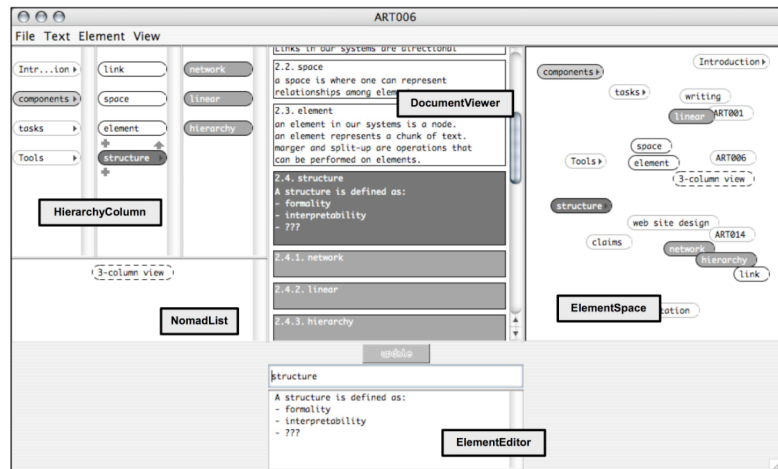 ART006
File Text Element View
Intr...ion
components
tasks
Tools
link
space
element
structure
network
linear
hierarchy
HierarchyColumn
3-column view
NomadList
Links in our systems are directional
2.2. space
a space is where one can represent
relationships among elem
DocumentViewer
2.3. element
an element in our systems is a node.
an element represents a chunk of text.
marger and split-up are operations that
can be performed on elements.
2.4. structure
A structure is defined as:
- formality
- interpretability
- ???
2.4.1. network
2.4.2. linear
2.4.3. hierarchy
Introduction
components
tasks
writing
linear
ART001
space
element
Tools
ART006
3-column view
structure
web site design
ART014
claims
network
hierarchy
link
ElementSpace
tation
update
structure
A structure is defined as:
- formality
- interpretability
- ???
ElementEditor